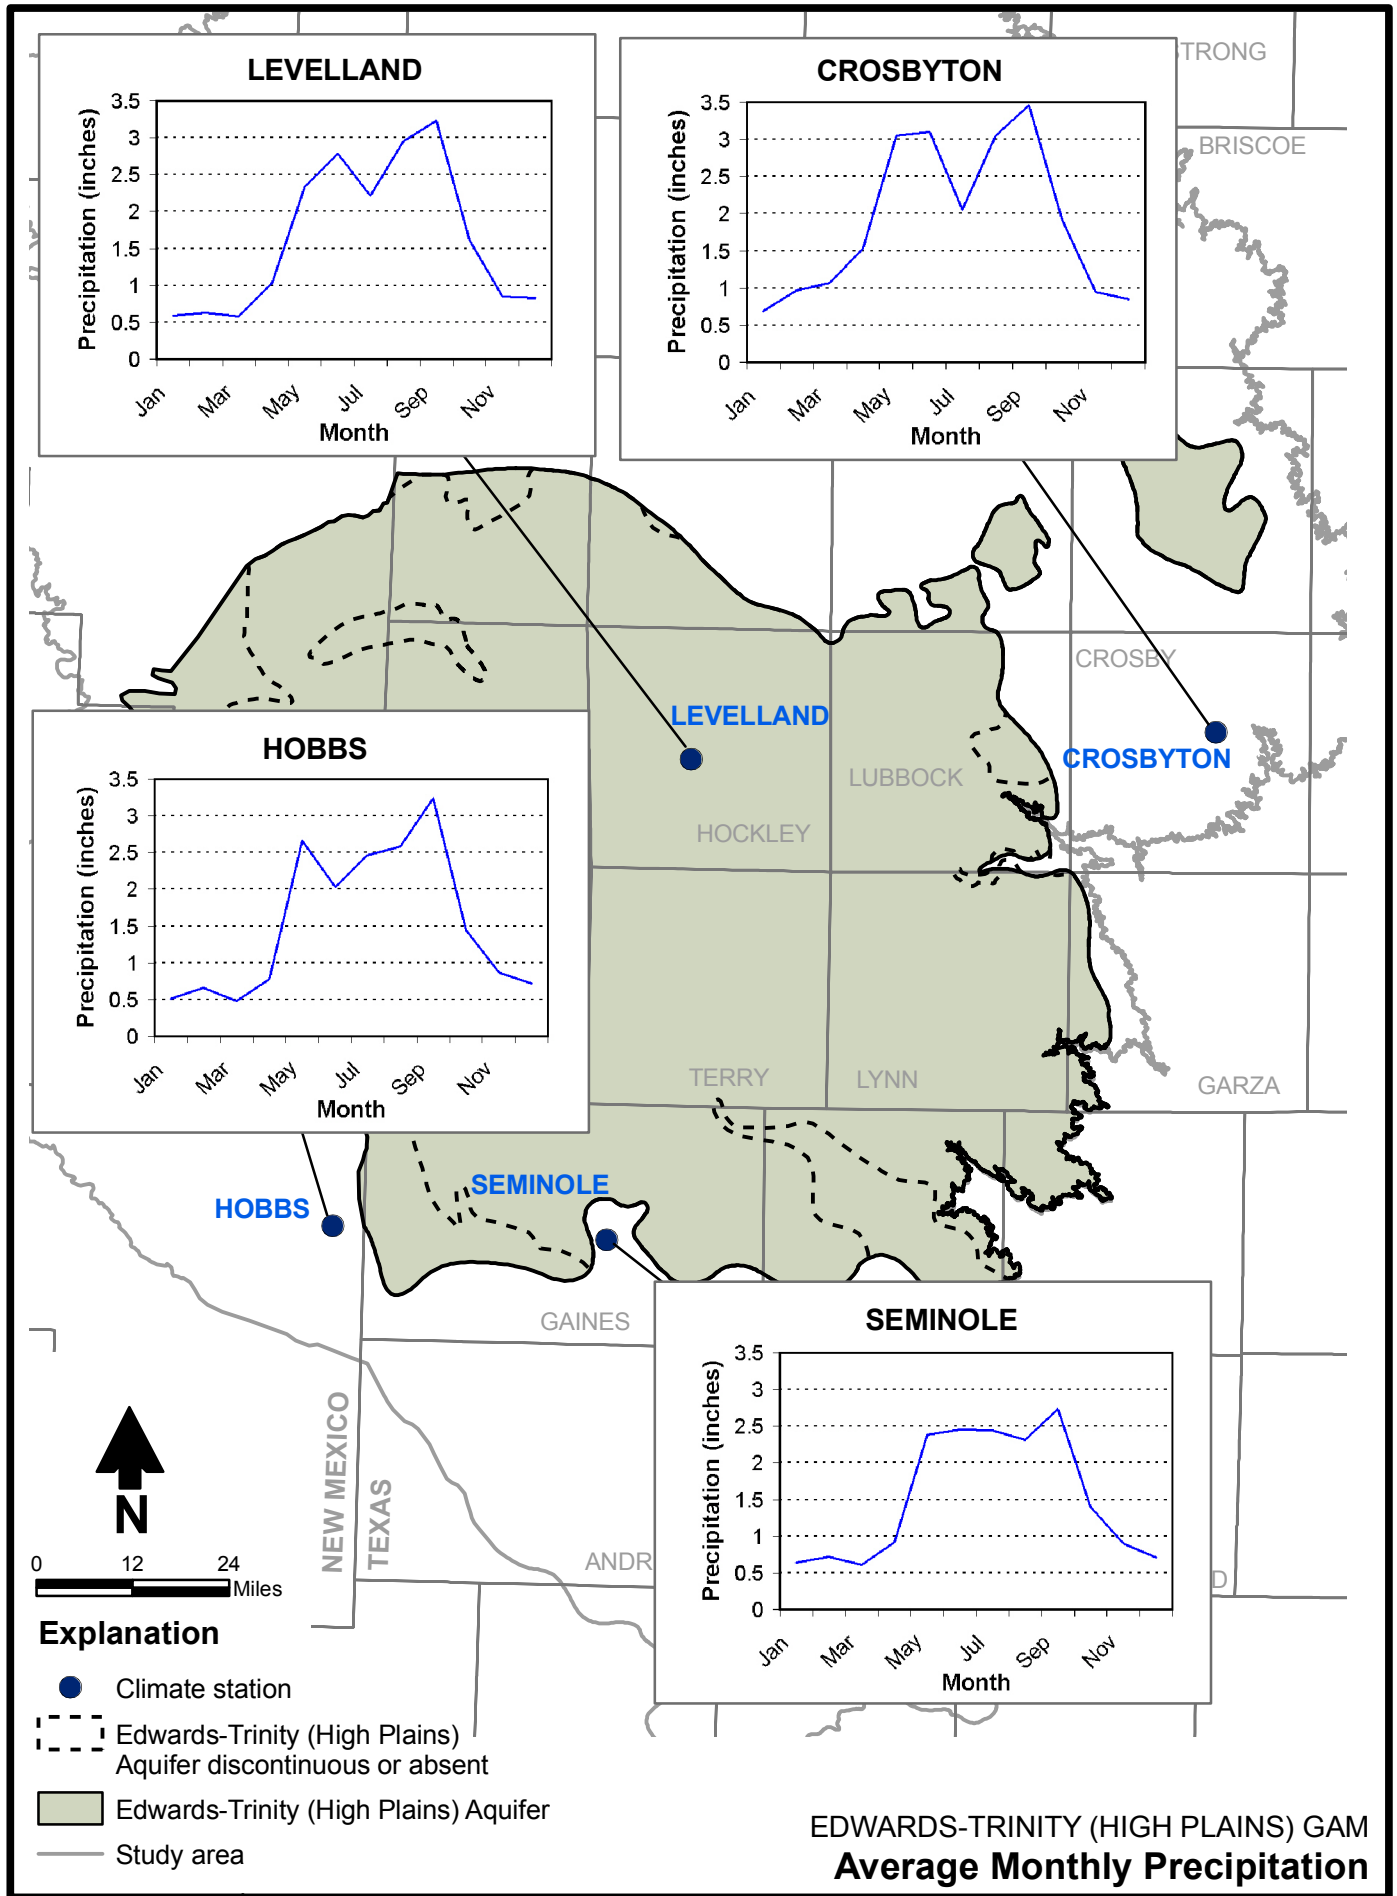 LEVELLAND
3.5
3
2.5
2
1.5
1
0.5
0
Precipitation (inches)
Jan
Mar
May
Jul
Sep
Nov
Month
CROSBYTON
3.5
3
2.5
2
1.5
1
0.5
0
Precipitation (inches)
Jan
Mar
May
Jul
Sep
Nov
Month
TRONG
BRISCOE
CROSBY
LEVELLAND
CROSBYTON
LUBBOCK
HOCKLEY
HOBBS
3.5
3
2.5
2
1.5
1
0.5
0
Precipitation (inches)
Jan
Mar
May
Jul
Sep
Nov
Month
TERRY
LYNN
GARZA
SEMINOLE
HOBBS
GAINES
SEMINOLE
3.5
3
2.5
2
1.5
1
0.5
0
Precipitation (inches)
Jan
Mar
May
Jul
Sep
Nov
Month
NEW MEXICO
TEXAS
ANDR
D
N
0 12 24
Miles
Explanation
Climate station
Edwards-Trinity (High Plains)
Aquifer discontinuous or absent
Edwards-Trinity (High Plains) Aquifer
Study area
EDWARDS-TRINITY (HIGH PLAINS) GAM
Average Monthly Precipitation